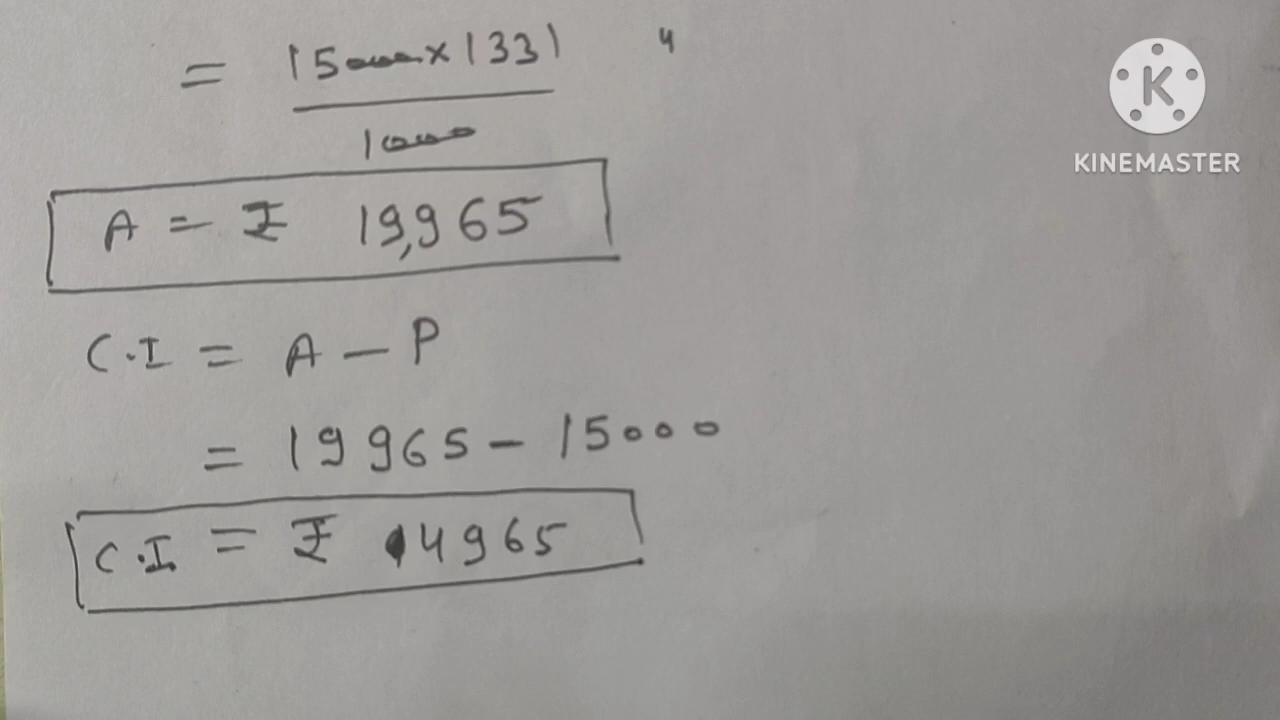 = 15000×1331
1000
A = ₹ 19,965
C.I = A – P
= 19965 – 15000
C.I. = ₹ 4965
K
KINEMASTER